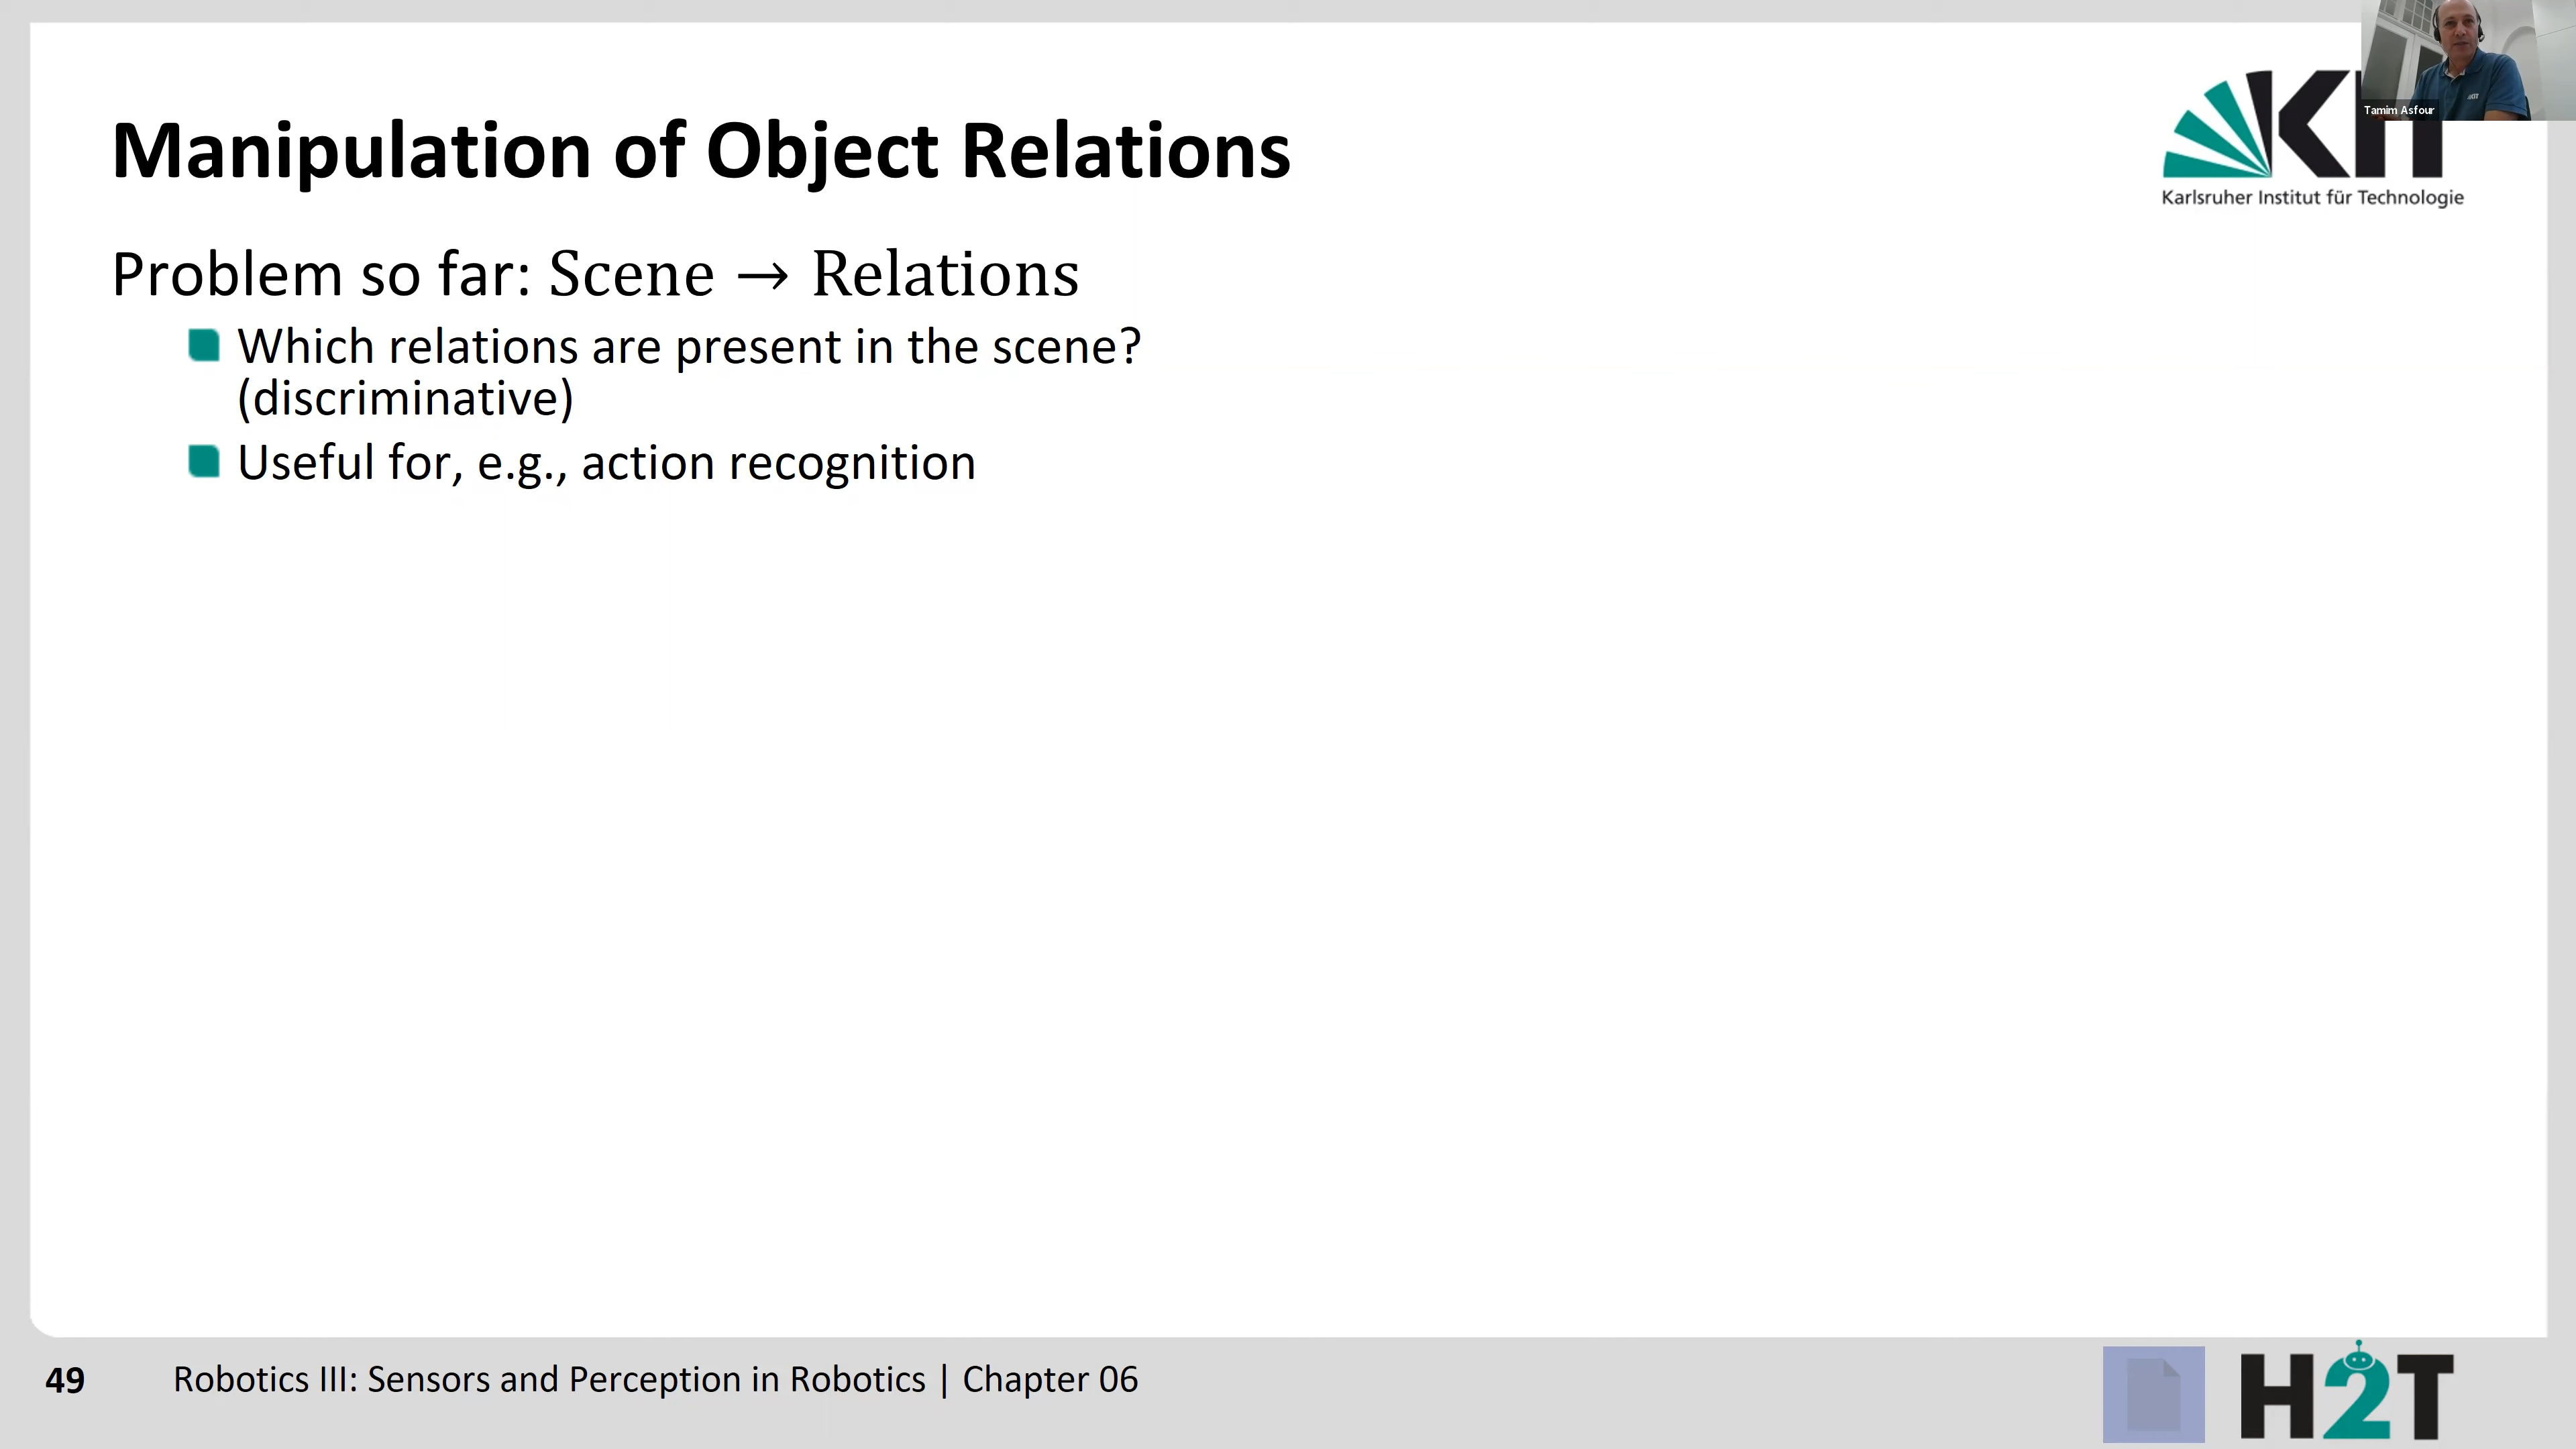 Manipulation of Object Relations
Problem so far: Scene → Relations
Which relations are present in the scene?
(discriminative)
Useful for, e.g., action recognition
Tamim Asfour
KIT
Karlsruher Institut für Technologie
49
Robotics III: Sensors and Perception in Robotics | Chapter 06
H2T